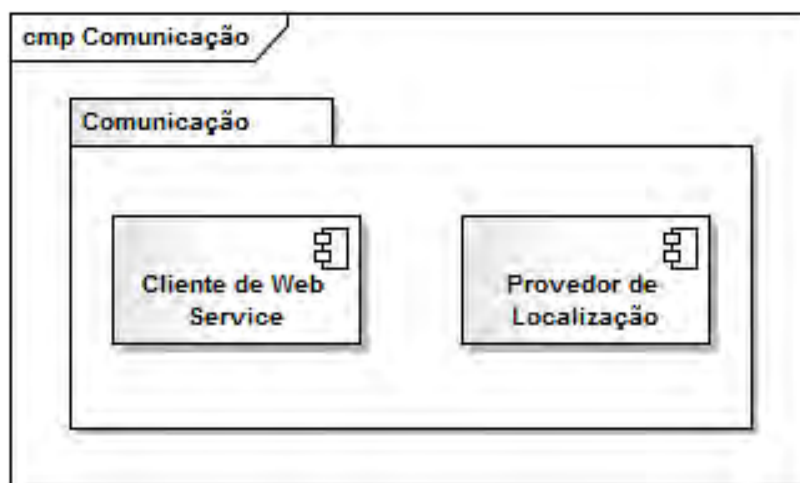 cmp Comunicação
Comunicação
Cliente de Web
Service
Provedor de
Localização